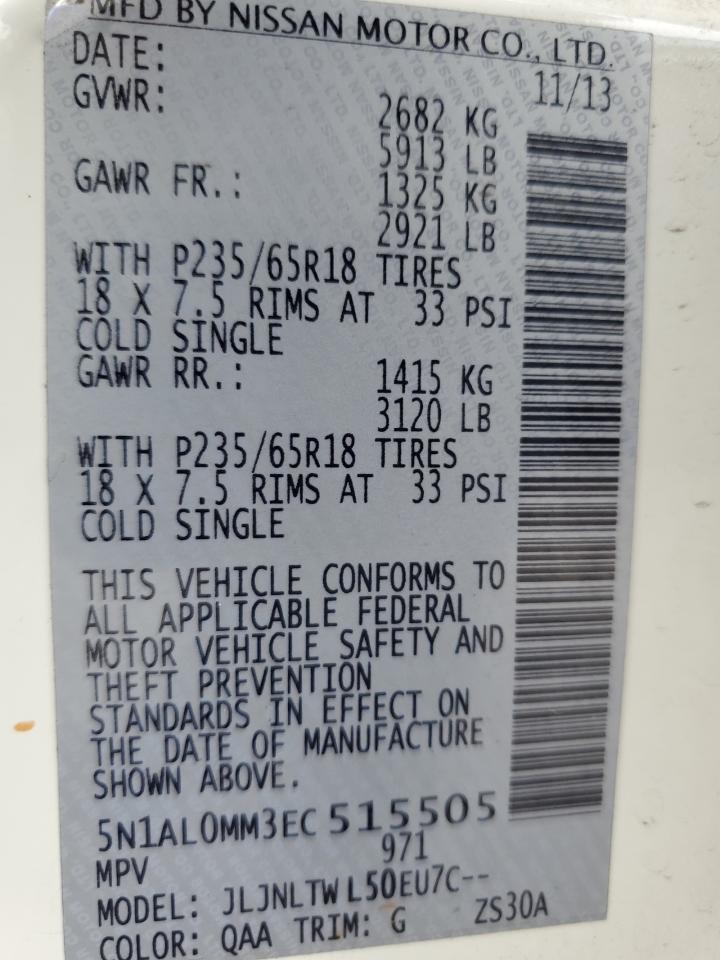 MFD BY NISSAN MOTOR CO., LTD.
DATE: 11/13
GVWR: 2682 KG
5913 LB
GAWR FR.: 1325 KG
2921 LB
WITH P235/65R18 TIRES
18 X 7.5 RIMS AT 33 PSI
COLD SINGLE
GAWR RR.: 1415 KG
3120 LB
WITH P235/65R18 TIRES
18 X 7.5 RIMS AT 33 PSI
COLD SINGLE
THIS VEHICLE CONFORMS TO
ALL APPLICABLE FEDERAL
MOTOR VEHICLE SAFETY AND
THEFT PREVENTION
STANDARDS IN EFFECT ON
THE DATE OF MANUFACTURE
SHOWN ABOVE.
5N1AL0MM3EC515505
MPV 971
MODEL: JLJNLTWL50EU7C--
COLOR: QAA TRIM: G ZS30A